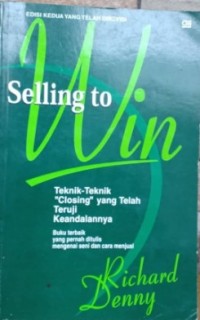 EDISI KEDUA YANG TELAH DIREVISI
Selling to
Win
Teknik-Teknik
"Closing" yang Telah
Teruji
Keandalannya
Buku terbaik
yang pernah ditulis
mengenai seni dan cara menjual
Richard
Denny